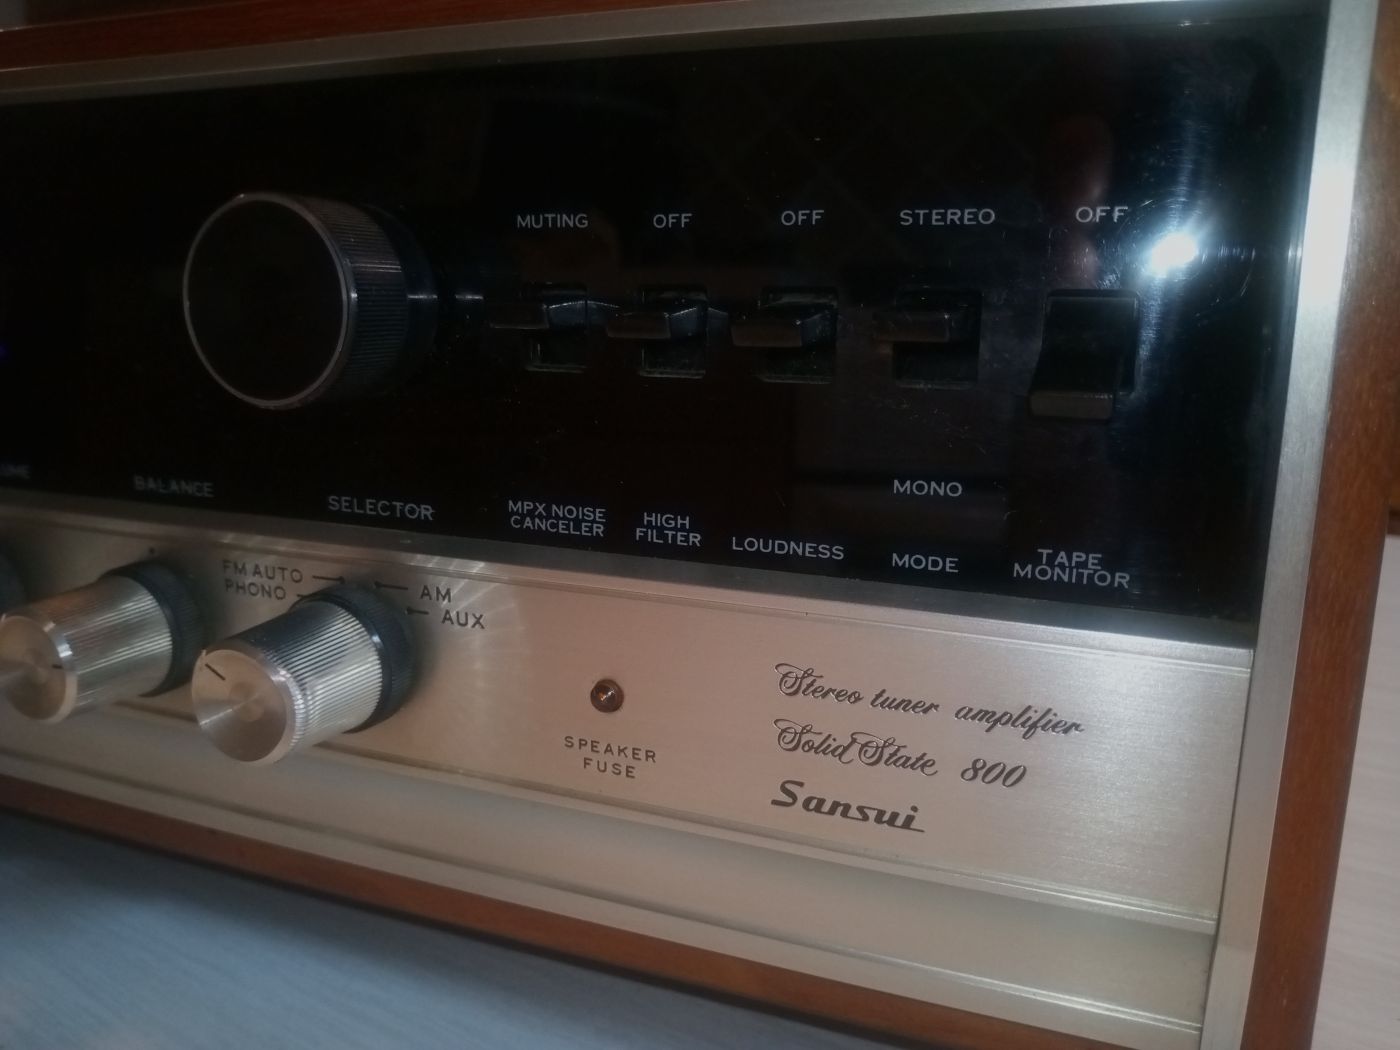 MUTING OFF OFF STEREO OFF
MONO
BALANCE SELECTOR
MPX NOISE
CANCELER
HIGH
FILTER
LOUDNESS
MODE
TAPE
MONITOR
FM AUTO AM
PHONO AUX
SPEAKER
FUSE
Stereo tuner amplifier
Solid State 800
Sansui